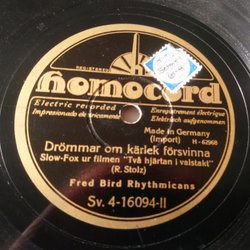 REGISTERED
Homocord
Electric recorded
Enregistrement électrique
Impresionado electricamente
Elektrisch aufgenommen
Made in Germany
(Import) H-62968
Drömmar om kärlek försvinna
Slow-Fox ur filmen "Två hjärtan i valstakt"
(R. Stolz)
Fred Bird Rhythmicans
Sv. 4-16094-II